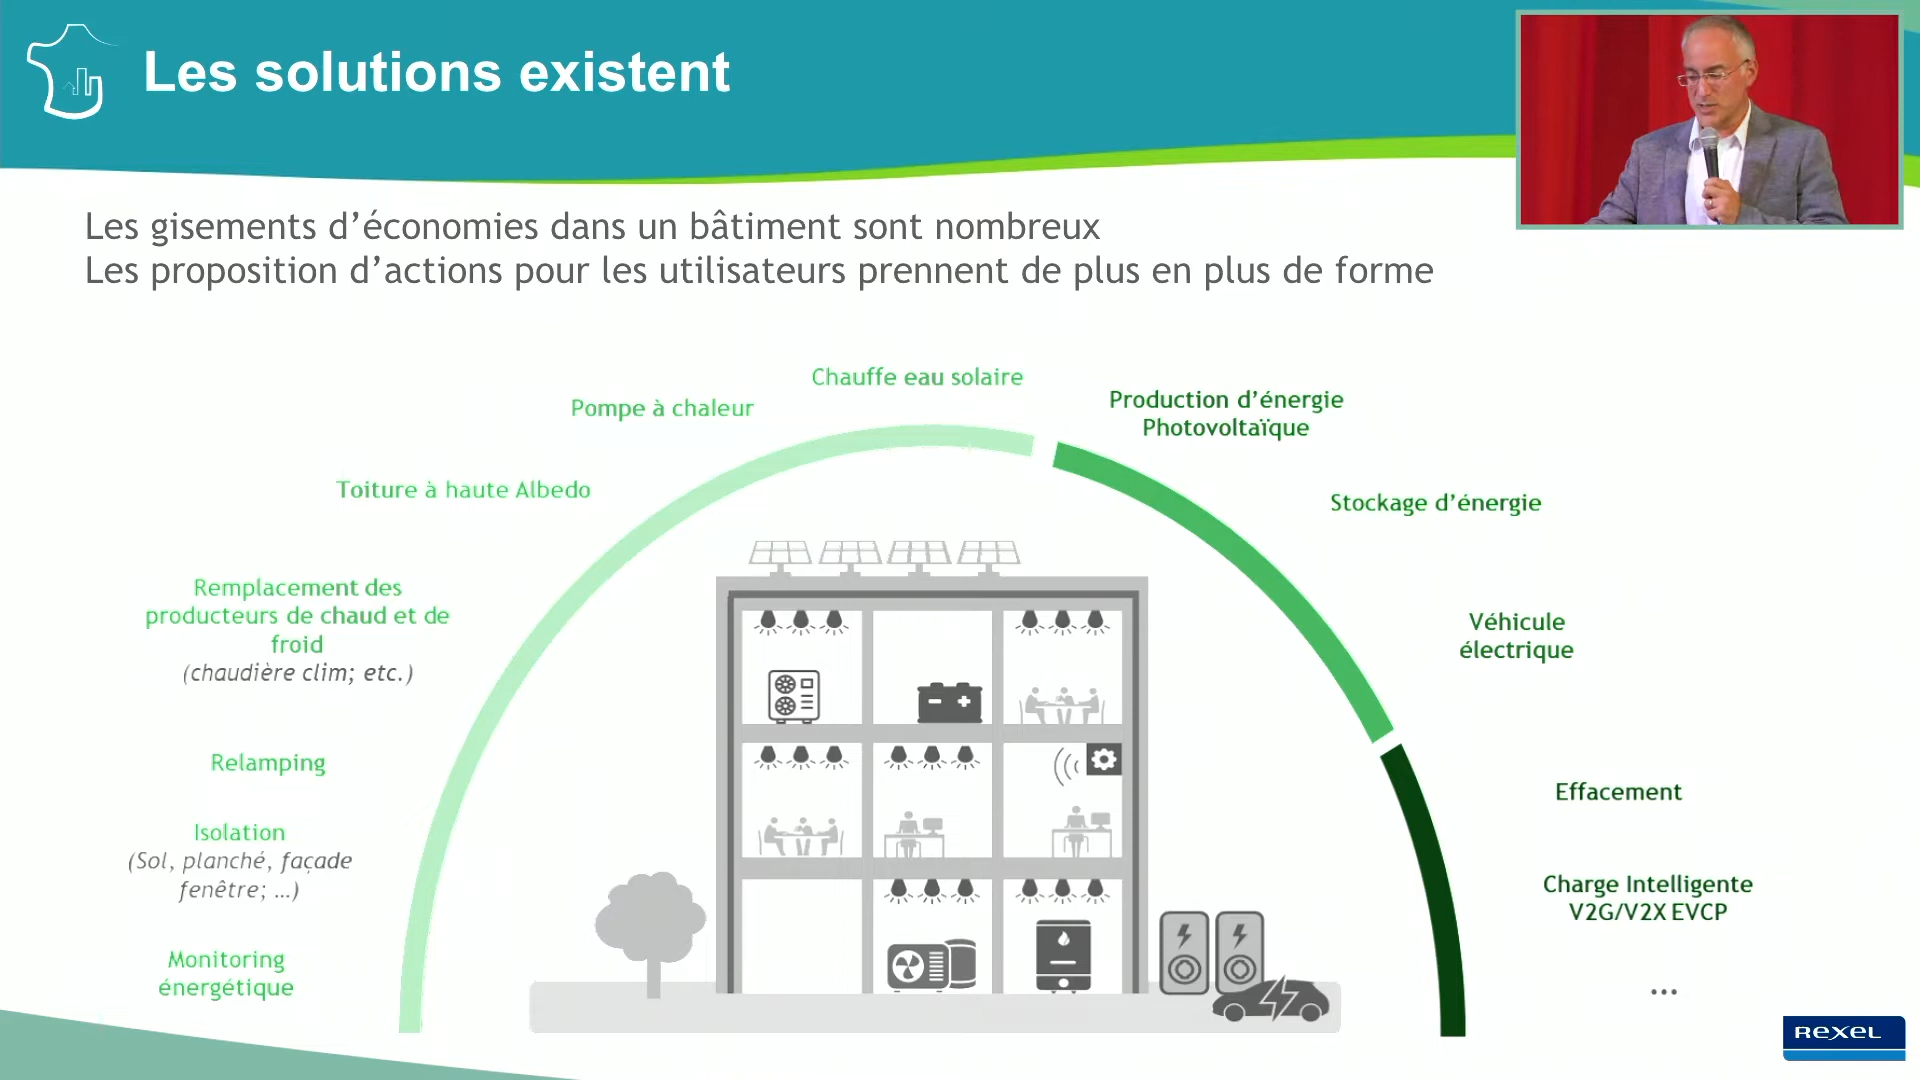 Les solutions existent
Les gisements d’économies dans un bâtiment sont nombreux
Les proposition d’actions pour les utilisateurs prennent de plus en plus de forme
Chauffe eau solaire
Pompe à chaleur
Toiture à haute Albedo
Remplacement des
producteurs de chaud et de
froid
(chaudière clim; etc.)
Relamping
Isolation
(Sol, planché, façade
fenêtre; ...)
Monitoring
énergétique
Production d’énergie
Photovoltaïque
Stockage d’énergie
Véhicule
électrique
Effacement
Charge Intelligente
V2G/V2X EVCP
...
REXEL